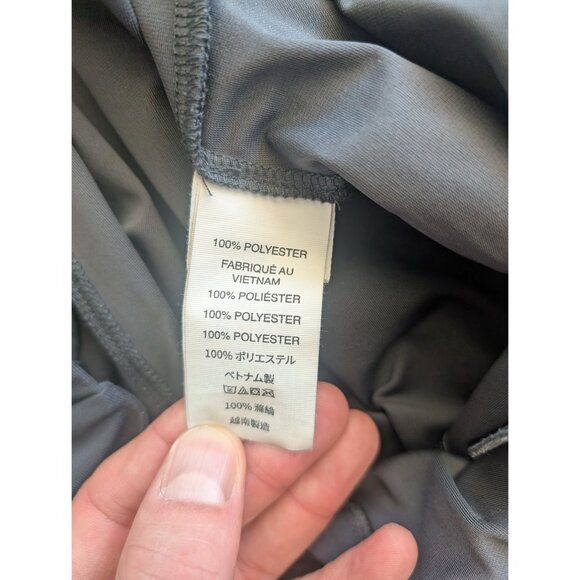 100% POLYESTER
FABRIQUÉ AU
VIETNAM
100% POLIÉSTER
100% POLYESTER
100% POLYESTER
100% ポリエステル
ベトナム製
100% 滌綸
越南製造